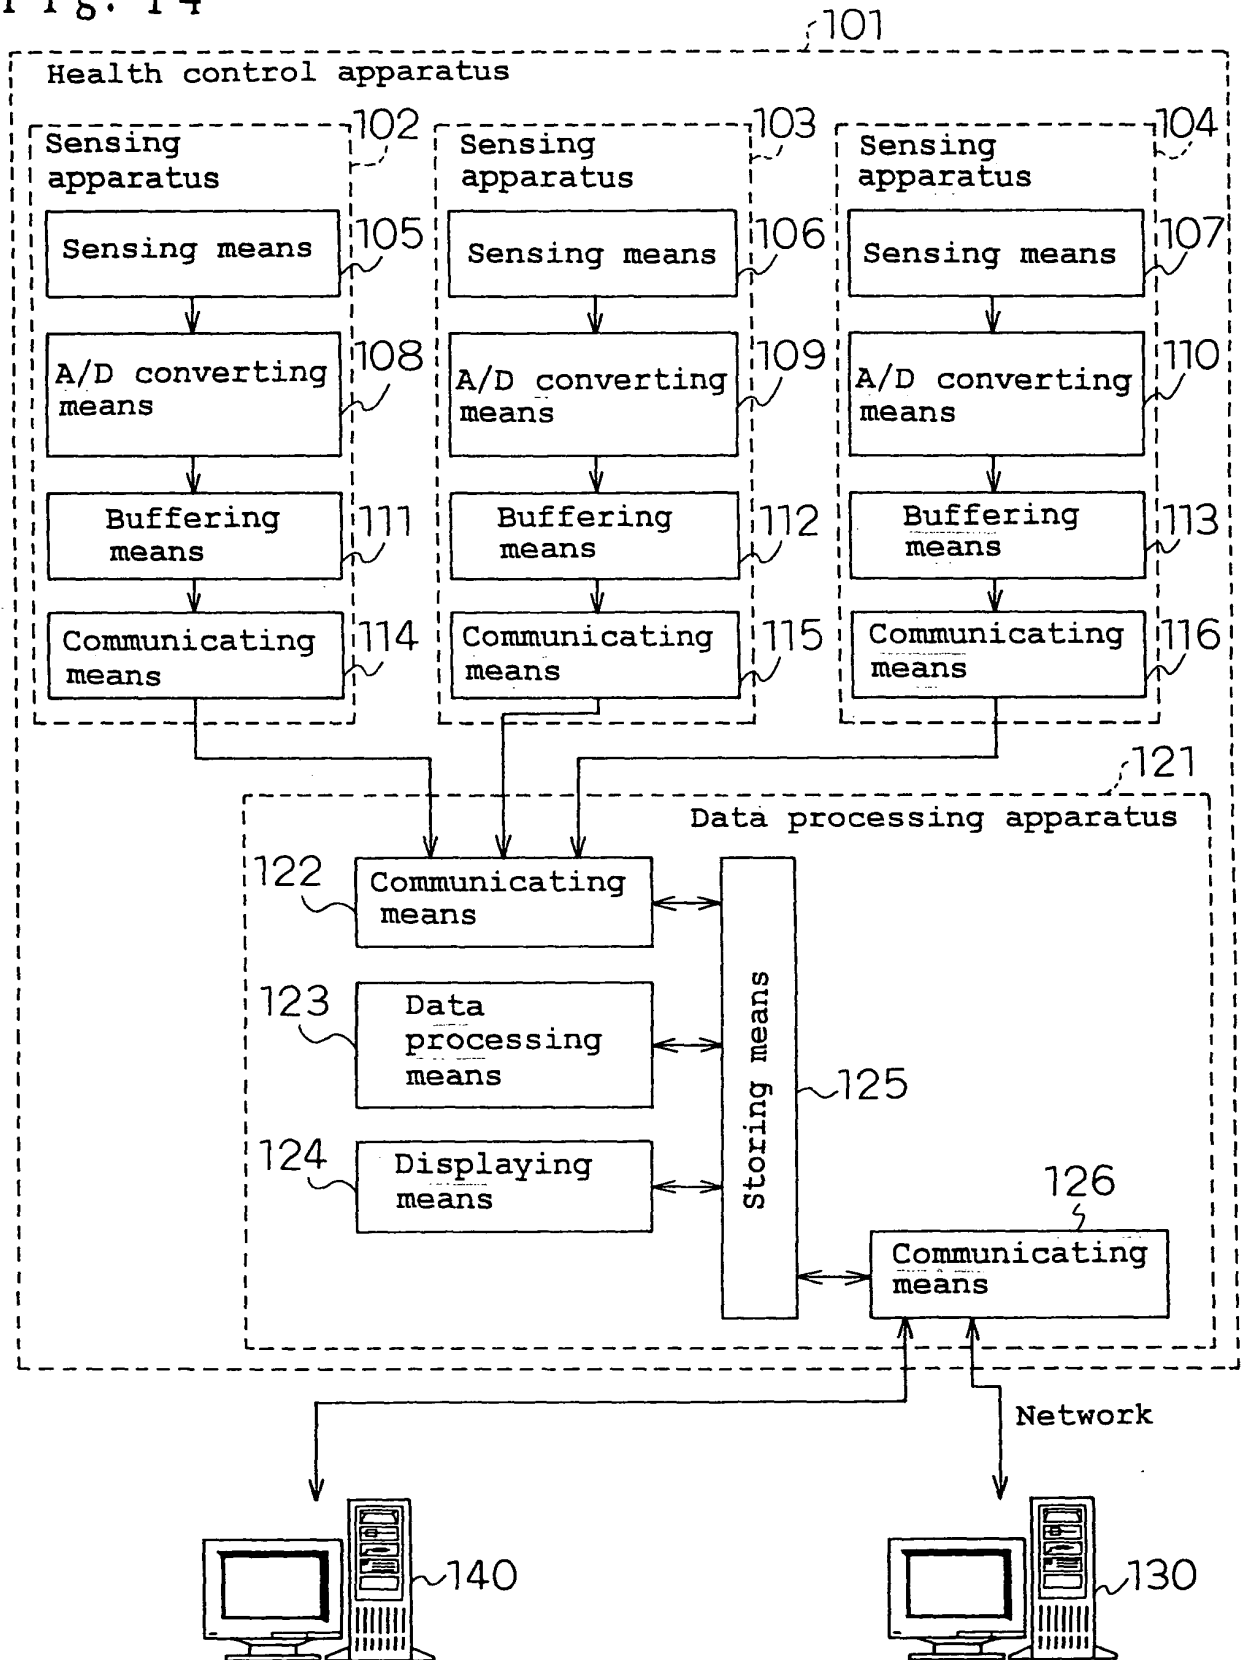 Fig. 14
101
Health control apparatus
102
103
104
Sensing
apparatus
Sensing
apparatus
Sensing
apparatus
Sensing means
105
Sensing means
106
Sensing means
107
A/D converting
means
108
A/D converting
means
109
A/D converting
means
110
Buffering
means
111
Buffering
means
112
Buffering
means
113
Communicating
means
114
Communicating
means
115
Communicating
means
116
121
Data processing apparatus
122
Communicating
means
123
Data
processing
means
124
Displaying
means
Storing means
125
126
Communicating
means
Network
140
130